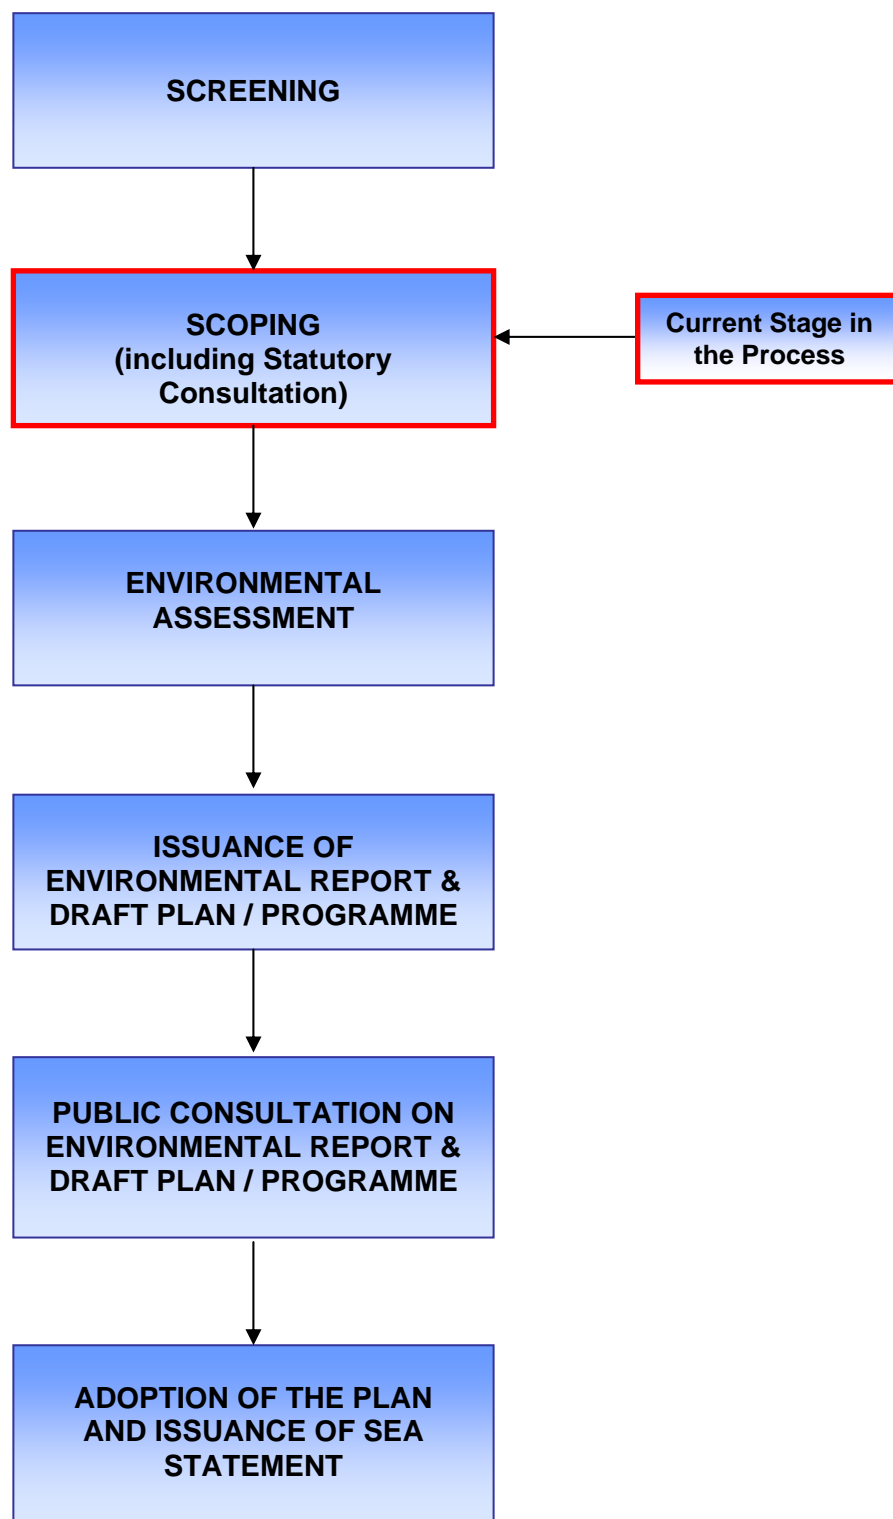 SCREENING
SCOPING
(including Statutory
Consultation)
Current Stage in
the Process
ENVIRONMENTAL
ASSESSMENT
ISSUANCE OF
ENVIRONMENTAL REPORT &
DRAFT PLAN / PROGRAMME
PUBLIC CONSULTATION ON
ENVIRONMENTAL REPORT &
DRAFT PLAN / PROGRAMME
ADOPTION OF THE PLAN
AND ISSUANCE OF SEA
STATEMENT